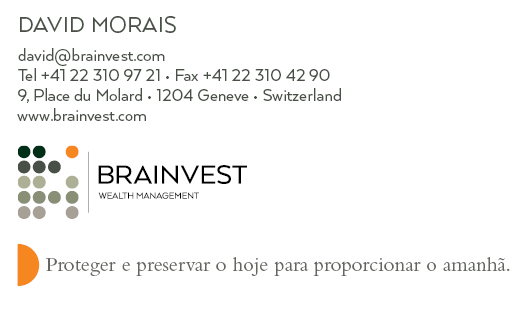 DAVID MORAIS
david@brainvest.com
Tel +41 22 310 97 21 • Fax +41 22 310 42 90
9, Place du Molard • 1204 Geneve • Switzerland
www.brainvest.com
BRAINVEST
WEALTH MANAGEMENT
Proteger e preservar o hoje para proporcionar o amanhã.